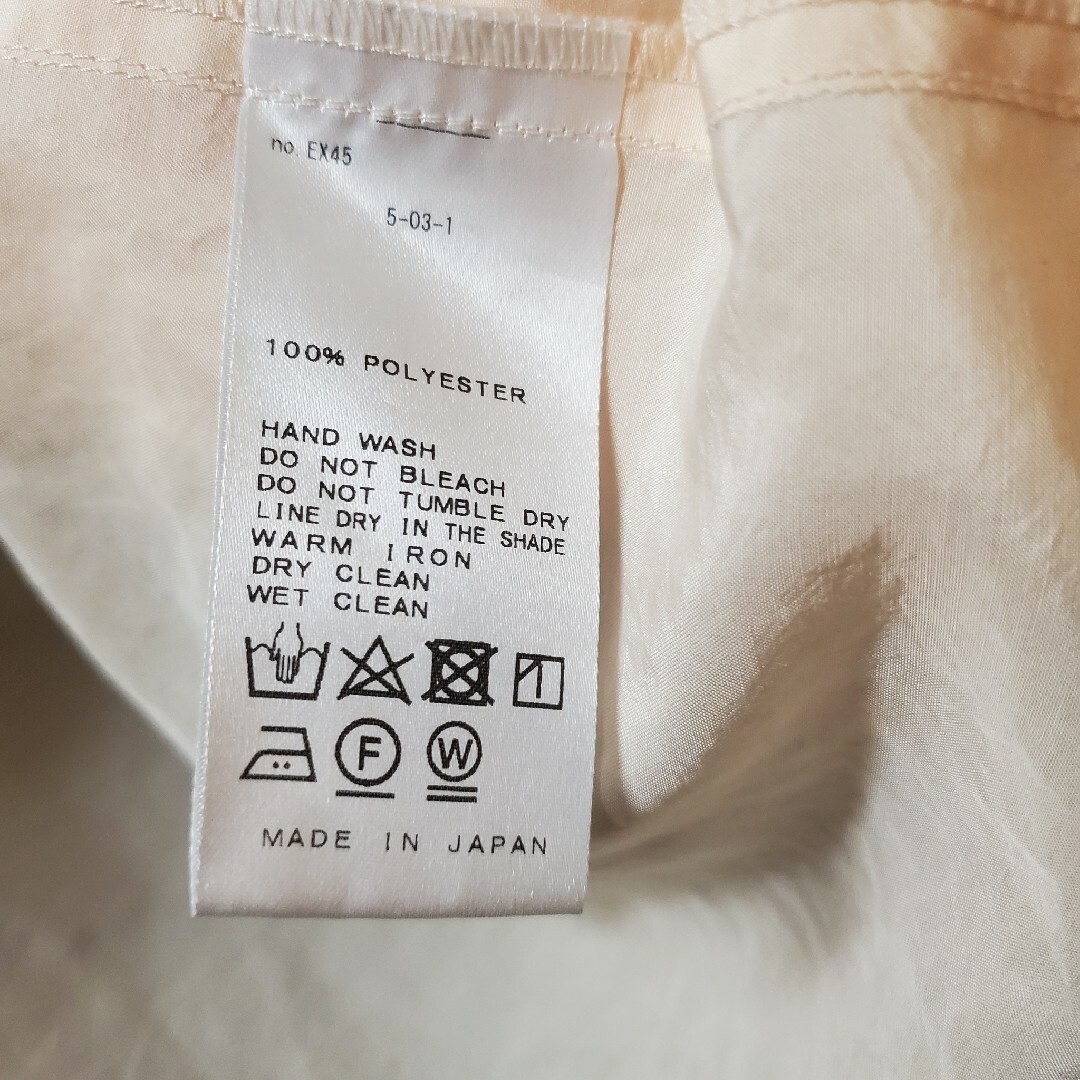 no. EX45
5-03-1
100% POLYESTER
HAND WASH
DO NOT BLEACH
DO NOT TUMBLE DRY
LINE DRY IN THE SHADE
WARM IRON
DRY CLEAN
WET CLEAN
F W
MADE IN JAPAN